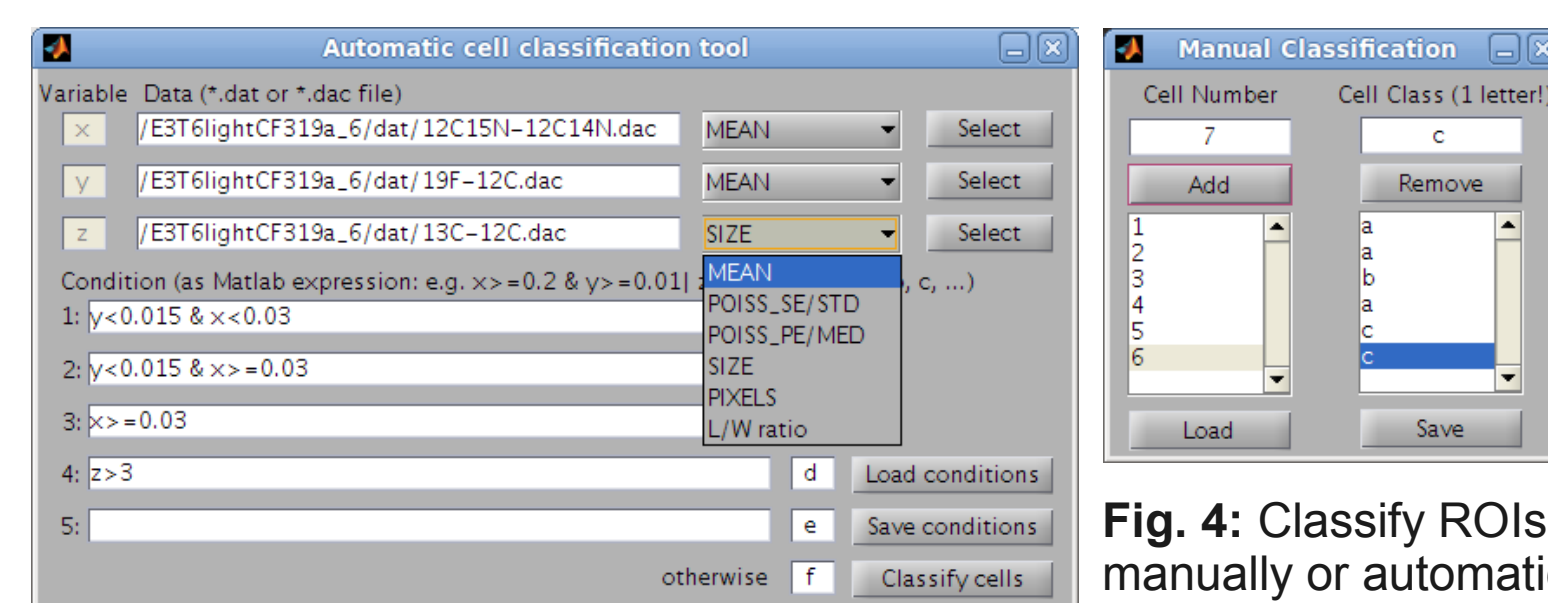 Automatic cell classification tool
Variable Data (*.dat or *.dac file)
x /E3T6lightCF319a_6/dat/12C15N-12C14N.dac MEAN Select
y /E3T6lightCF319a_6/dat/19F-12C.dac MEAN Select
z /E3T6lightCF319a_6/dat/13C-12C.dac SIZE Select
Condition (as Matlab expression: e.g. x>=0.2 & y>=0.01| , c, ...)
MEAN
POISS_SE/STD
POISS_PE/MED
SIZE
PIXELS
L/W ratio
1: y<0.015 & x<0.03
2: y<0.015 & x>=0.03
3: x>=0.03
4: z>3 d Load conditions
5: e Save conditions
otherwise f Classify cells
Manual Classification
Cell Number Cell Class (1 letter!)
7 c
Add Remove
1 a
2 a
3 b
4 a
5 c
6 c
Load Save
Fig. 4: Classify ROIs
manually or automati